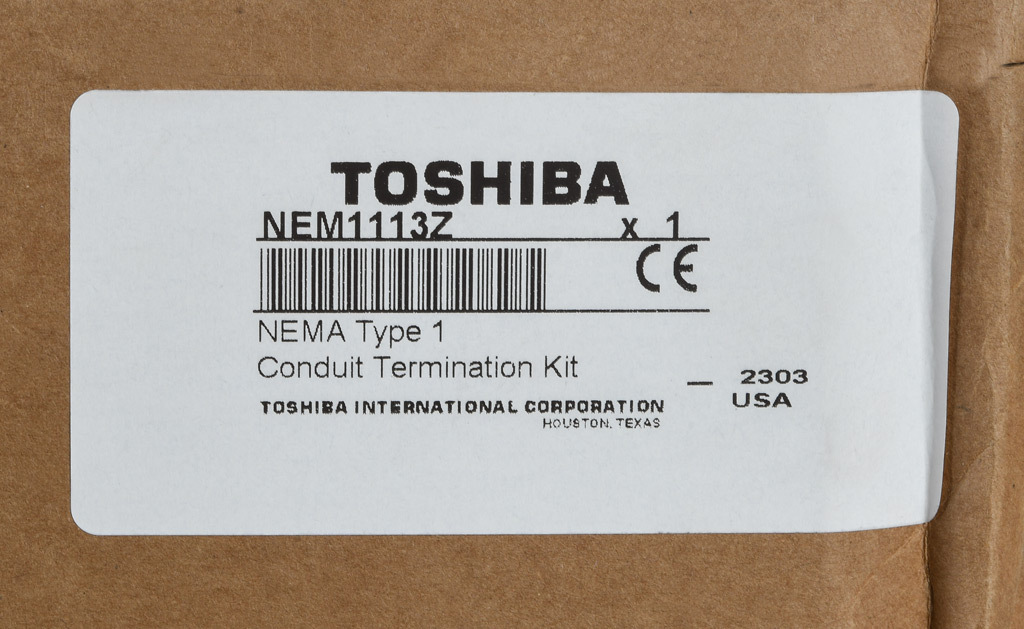 TOSHIBA
NEM1113Z x 1
CE
NEMA Type 1
Conduit Termination Kit
_ 2303
USA
TOSHIBA INTERNATIONAL CORPORATION
HOUSTON, TEXAS